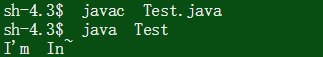 sh-4.3$ javac Test.java
sh-4.3$ java Test
I'm In~